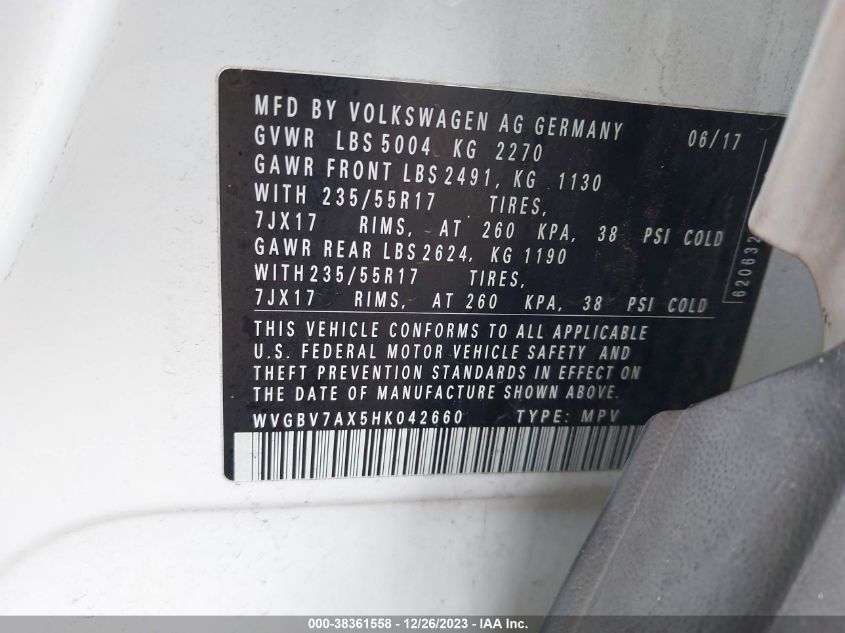 MFD BY VOLKSWAGEN AG GERMANY 06/17
GVWR LBS 5004 KG 2270
GAWR FRONT LBS 2491, KG 1130
WITH 235/55R17 TIRES,
7JX17 RIMS, AT 260 KPA, 38 PSI COLD
GAWR REAR LBS 2624, KG 1190
WITH 235/55R17 TIRES,
7JX17 RIMS, AT 260 KPA, 38 PSI COLD
THIS VEHICLE CONFORMS TO ALL APPLICABLE
U.S. FEDERAL MOTOR VEHICLE SAFETY AND
THEFT PREVENTION STANDARDS IN EFFECT ON
THE DATE OF MANUFACTURE SHOWN ABOVE.
WVGBV7AX5HK042660 TYPE: MPV
620632
000-38361558 - 12/26/2023 - IAA Inc.